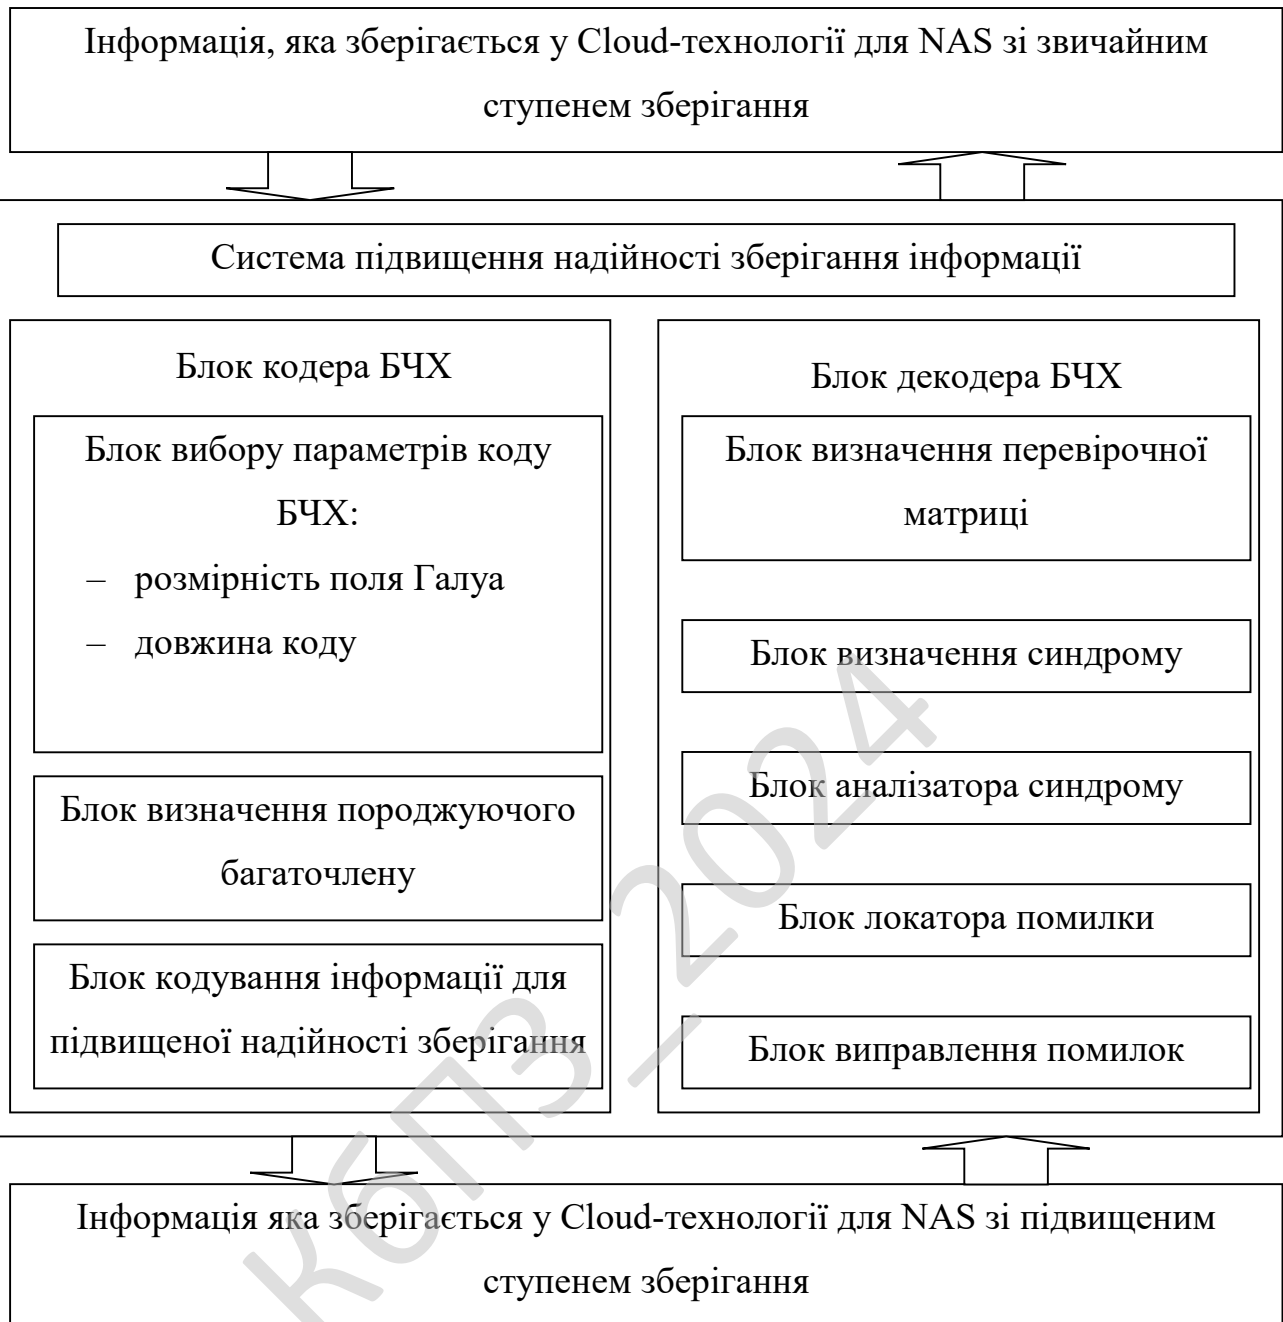 Інформація, яка зберігається у Cloud-технології для NAS зі звичайним
ступенем зберігання
Система підвищення надійності зберігання інформації
Блок кодера БЧХ
Блок вибору параметрів коду
БЧХ:
– розмірність поля Галуа
– довжина коду
Блок визначення породжуючого
багаточлену
Блок кодування інформації для
підвищеної надійності зберігання
Блок декодера БЧХ
Блок визначення перевірочної
матриці
Блок визначення синдрому
Блок аналізатора синдрому
Блок локатора помилки
Блок виправлення помилок
Інформація яка зберігається у Cloud-технології для NAS зі підвищеним
ступенем зберігання
КбПЗ_2024